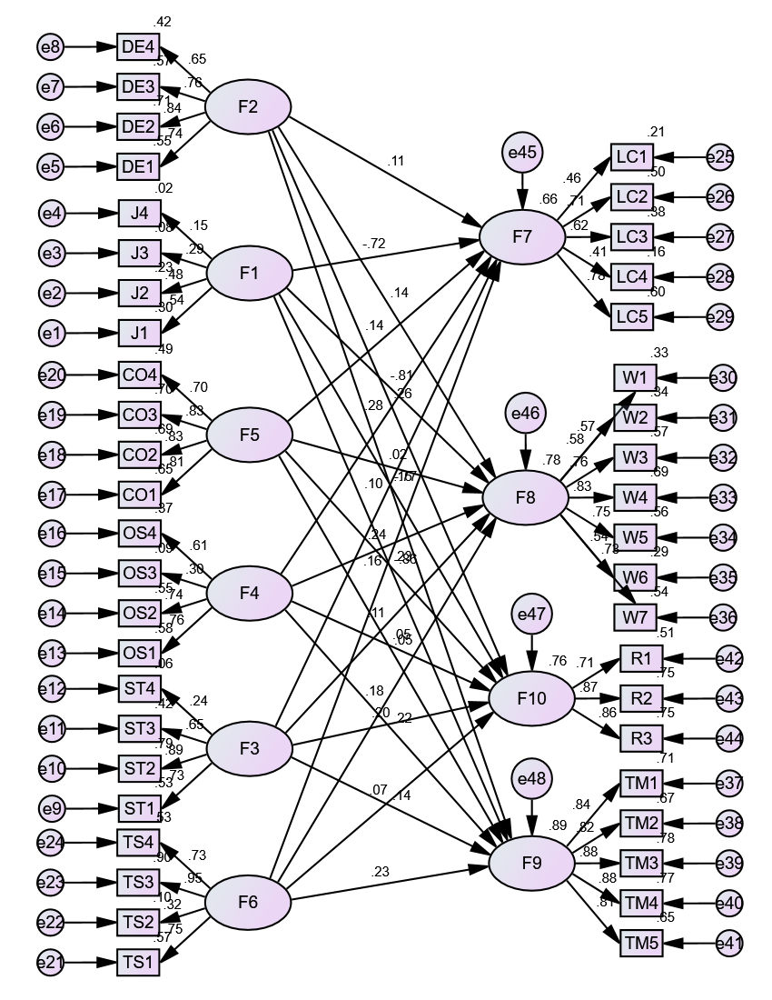 .42
e8 DE4 .65
.57
e7 DE3 .76
.71
e6 DE2 .84
.55 .74
e5 DE1
F2
.02
e4 J4 .15
.08
e3 J3 .29
.23
e2 J2 .48
.30 .54
e1 J1
F1
.49
e20 CO4 .70
.70
e19 CO3 .83
.69
e18 CO2 .83
.65 .81
e17 CO1
F5
.37
e16 OS4 .61
.09
e15 OS3 .30
.55
e14 OS2 .74
.58 .76
e13 OS1
F4
.06
e12 ST4 .24
.42
e11 ST3 .65
.79
e10 ST2 .89
.53 .73
e9 ST1
F3
.53
e24 TS4 .73
.90
e23 TS3 .95
.10
e22 TS2 .32
.57 .75
e21 TS1
F6
.11
-.72
.14
.14
-.81
.26
.28
.02
.10
.24
.16
.11
.05
.05
.18
.20
.22
.07
.14
.23
e45
.66
F7
.21
.46 LC1 e25
.50
.71 LC2 e26
.38
.62 LC3 e27
.16
.41 LC4 e28
.60
.78 LC5 e29
e46
.78
F8
.33
W1 e30
.34
.57 W2 e31
.58
.57
.76 W3 e32
.69
.83 W4 e33
.56
.75 W5 e34
.54
.29
.73 W6 e35
.54
W7 e36
e47
.76
F10
.51
.71 R1 e42
.75
.87 R2 e43
.75
.86 R3 e44
e48
.89
F9
.71
.84 TM1 e37
.67
.82 TM2 e38
.78
.88 TM3 e39
.77
.88 TM4 e40
.65
.81 TM5 e41